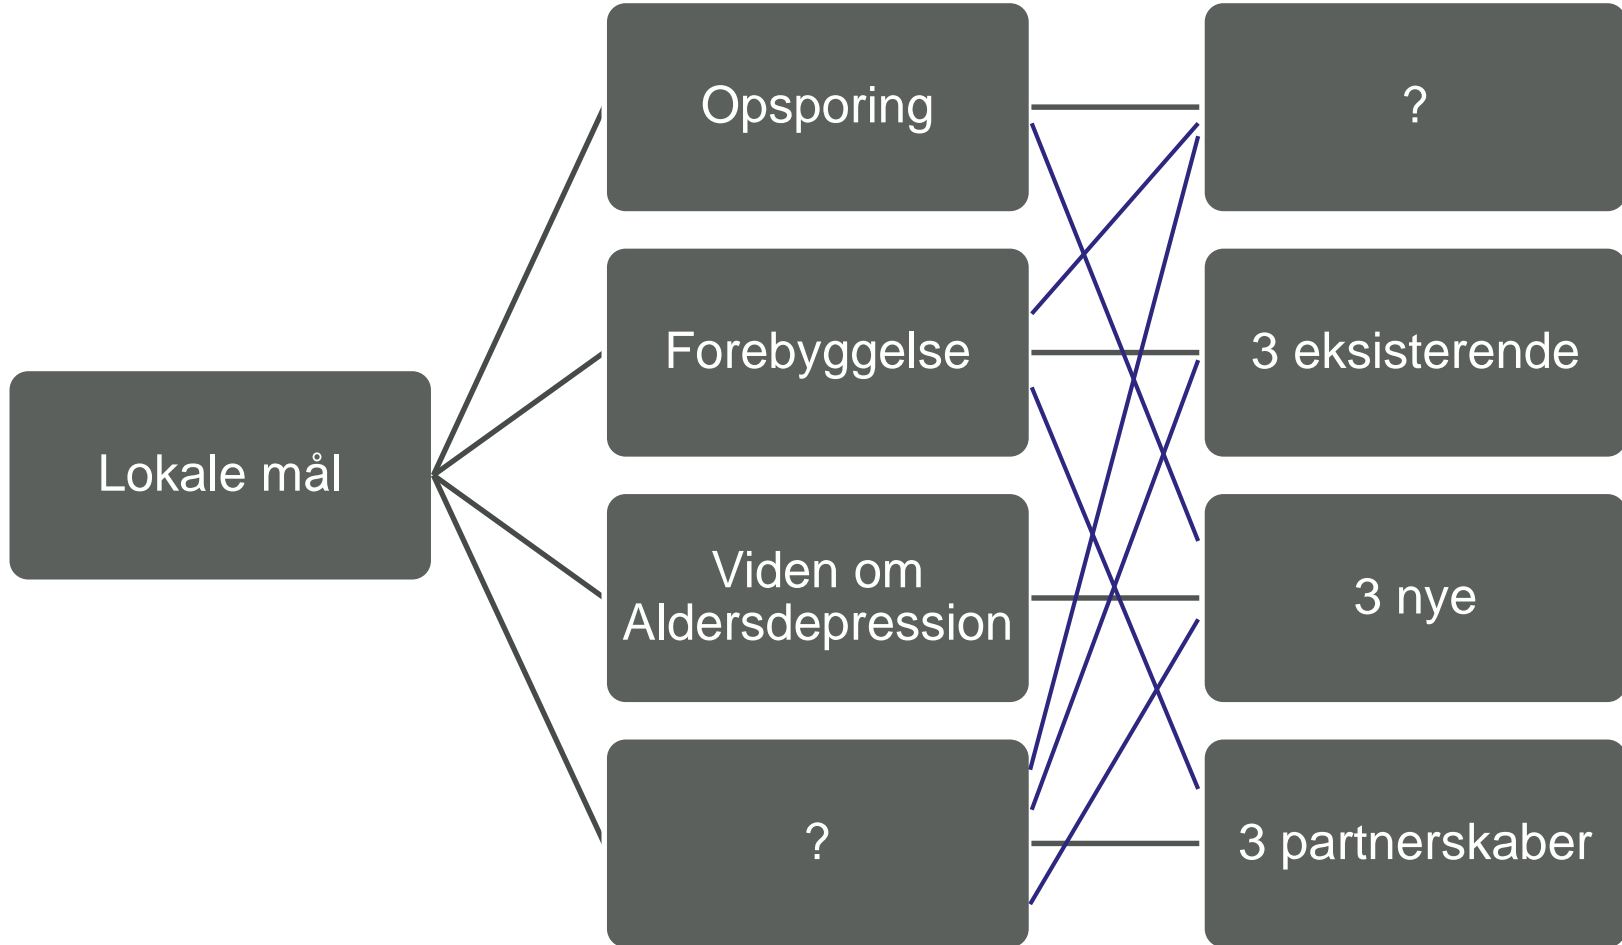 Lokale mål
Opsporing
Forebyggelse
Viden om
Aldersdepression
?
?
3 eksisterende
3 nye
3 partnerskaber